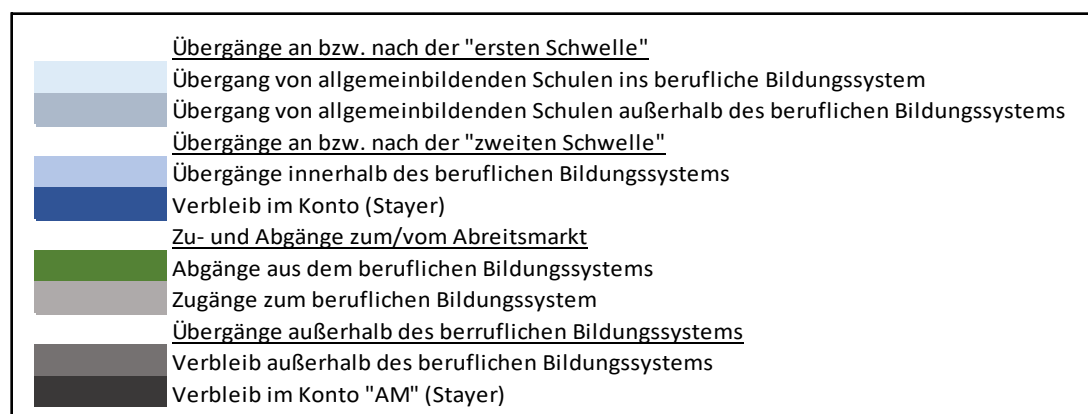 Übergänge an bzw. nach der "ersten Schwelle"
Übergang von allgemeinbildenden Schulen ins berufliche Bildungssystem
Übergang von allgemeinbildenden Schulen außerhalb des beruflichen Bildungssystems
Übergänge an bzw. nach der "zweiten Schwelle"
Übergänge innerhalb des beruflichen Bildungssystems
Verbleib im Konto (Stayer)
Zu- und Abgänge zum/vom Abreitsmarkt
Abgänge aus dem beruflichen Bildungssystems
Zugänge zum beruflichen Bildungssystem
Übergänge außerhalb des berruflichen Bildungssystems
Verbleib außerhalb des beruflichen Bildungssystems
Verbleib im Konto "AM" (Stayer)